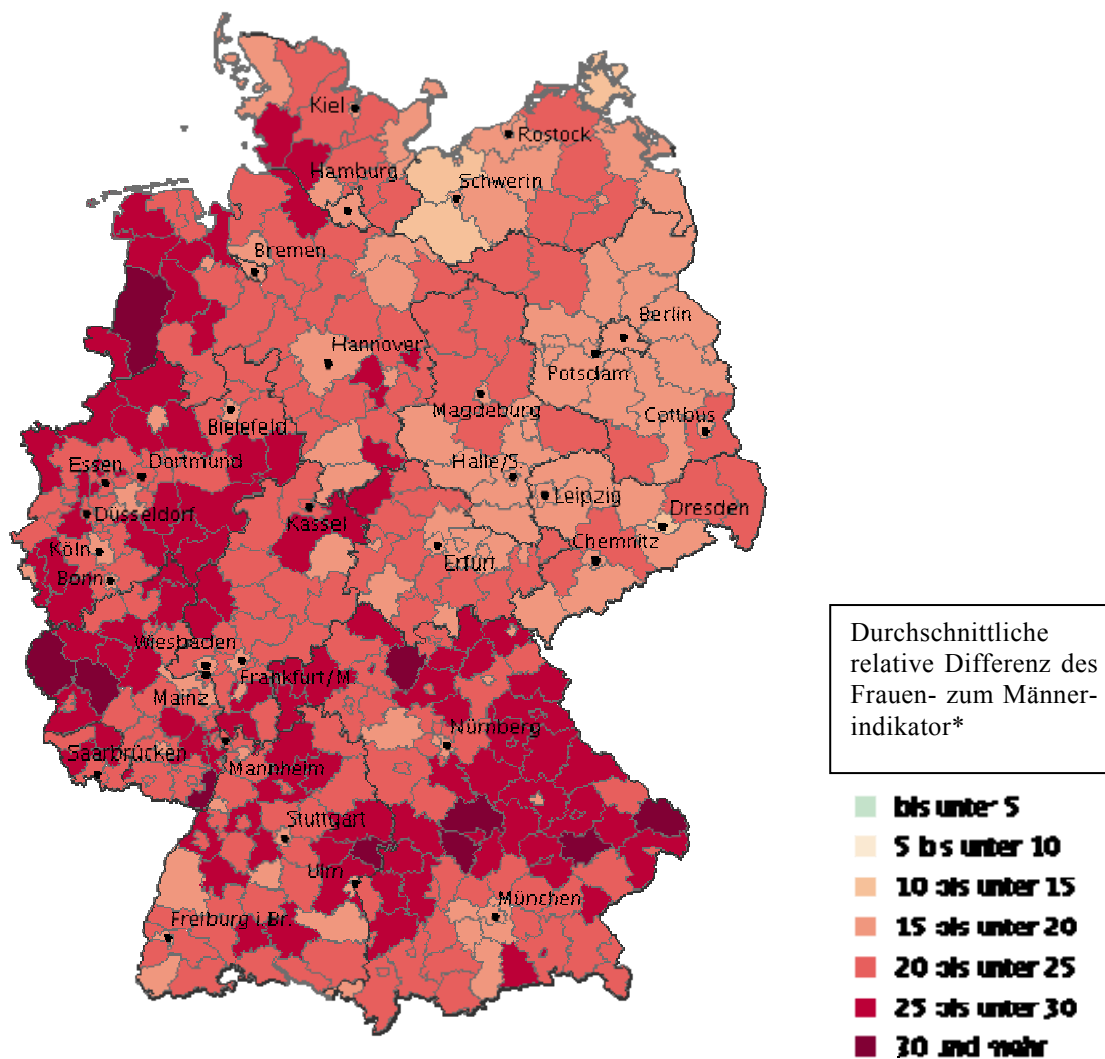 Kiel
Rostock
Hamburg
Schwerin
Bremen
Berlin
Hannover
Potsdam
Magdeburg
Cottbus
Bielefeld
Essen
Dortmund
Halle/S.
Leipzig
Düsseldorf
Kassel
Dresden
Köln
Chemnitz
Erfurt
Bonn
Wiesbaden
Frankfurt/M.
Mainz
Nürnberg
Saarbrücken
Mannheim
Stuttgart
Ulm
München
Freiburg i.Br.
Durchschnittliche
relative Differenz des
Frauen- zum Männer-
indikator*
bis unter 5
5 bis unter 10
10 bis unter 15
15 bis unter 20
20 bis unter 25
25 bis unter 30
30 und mehr